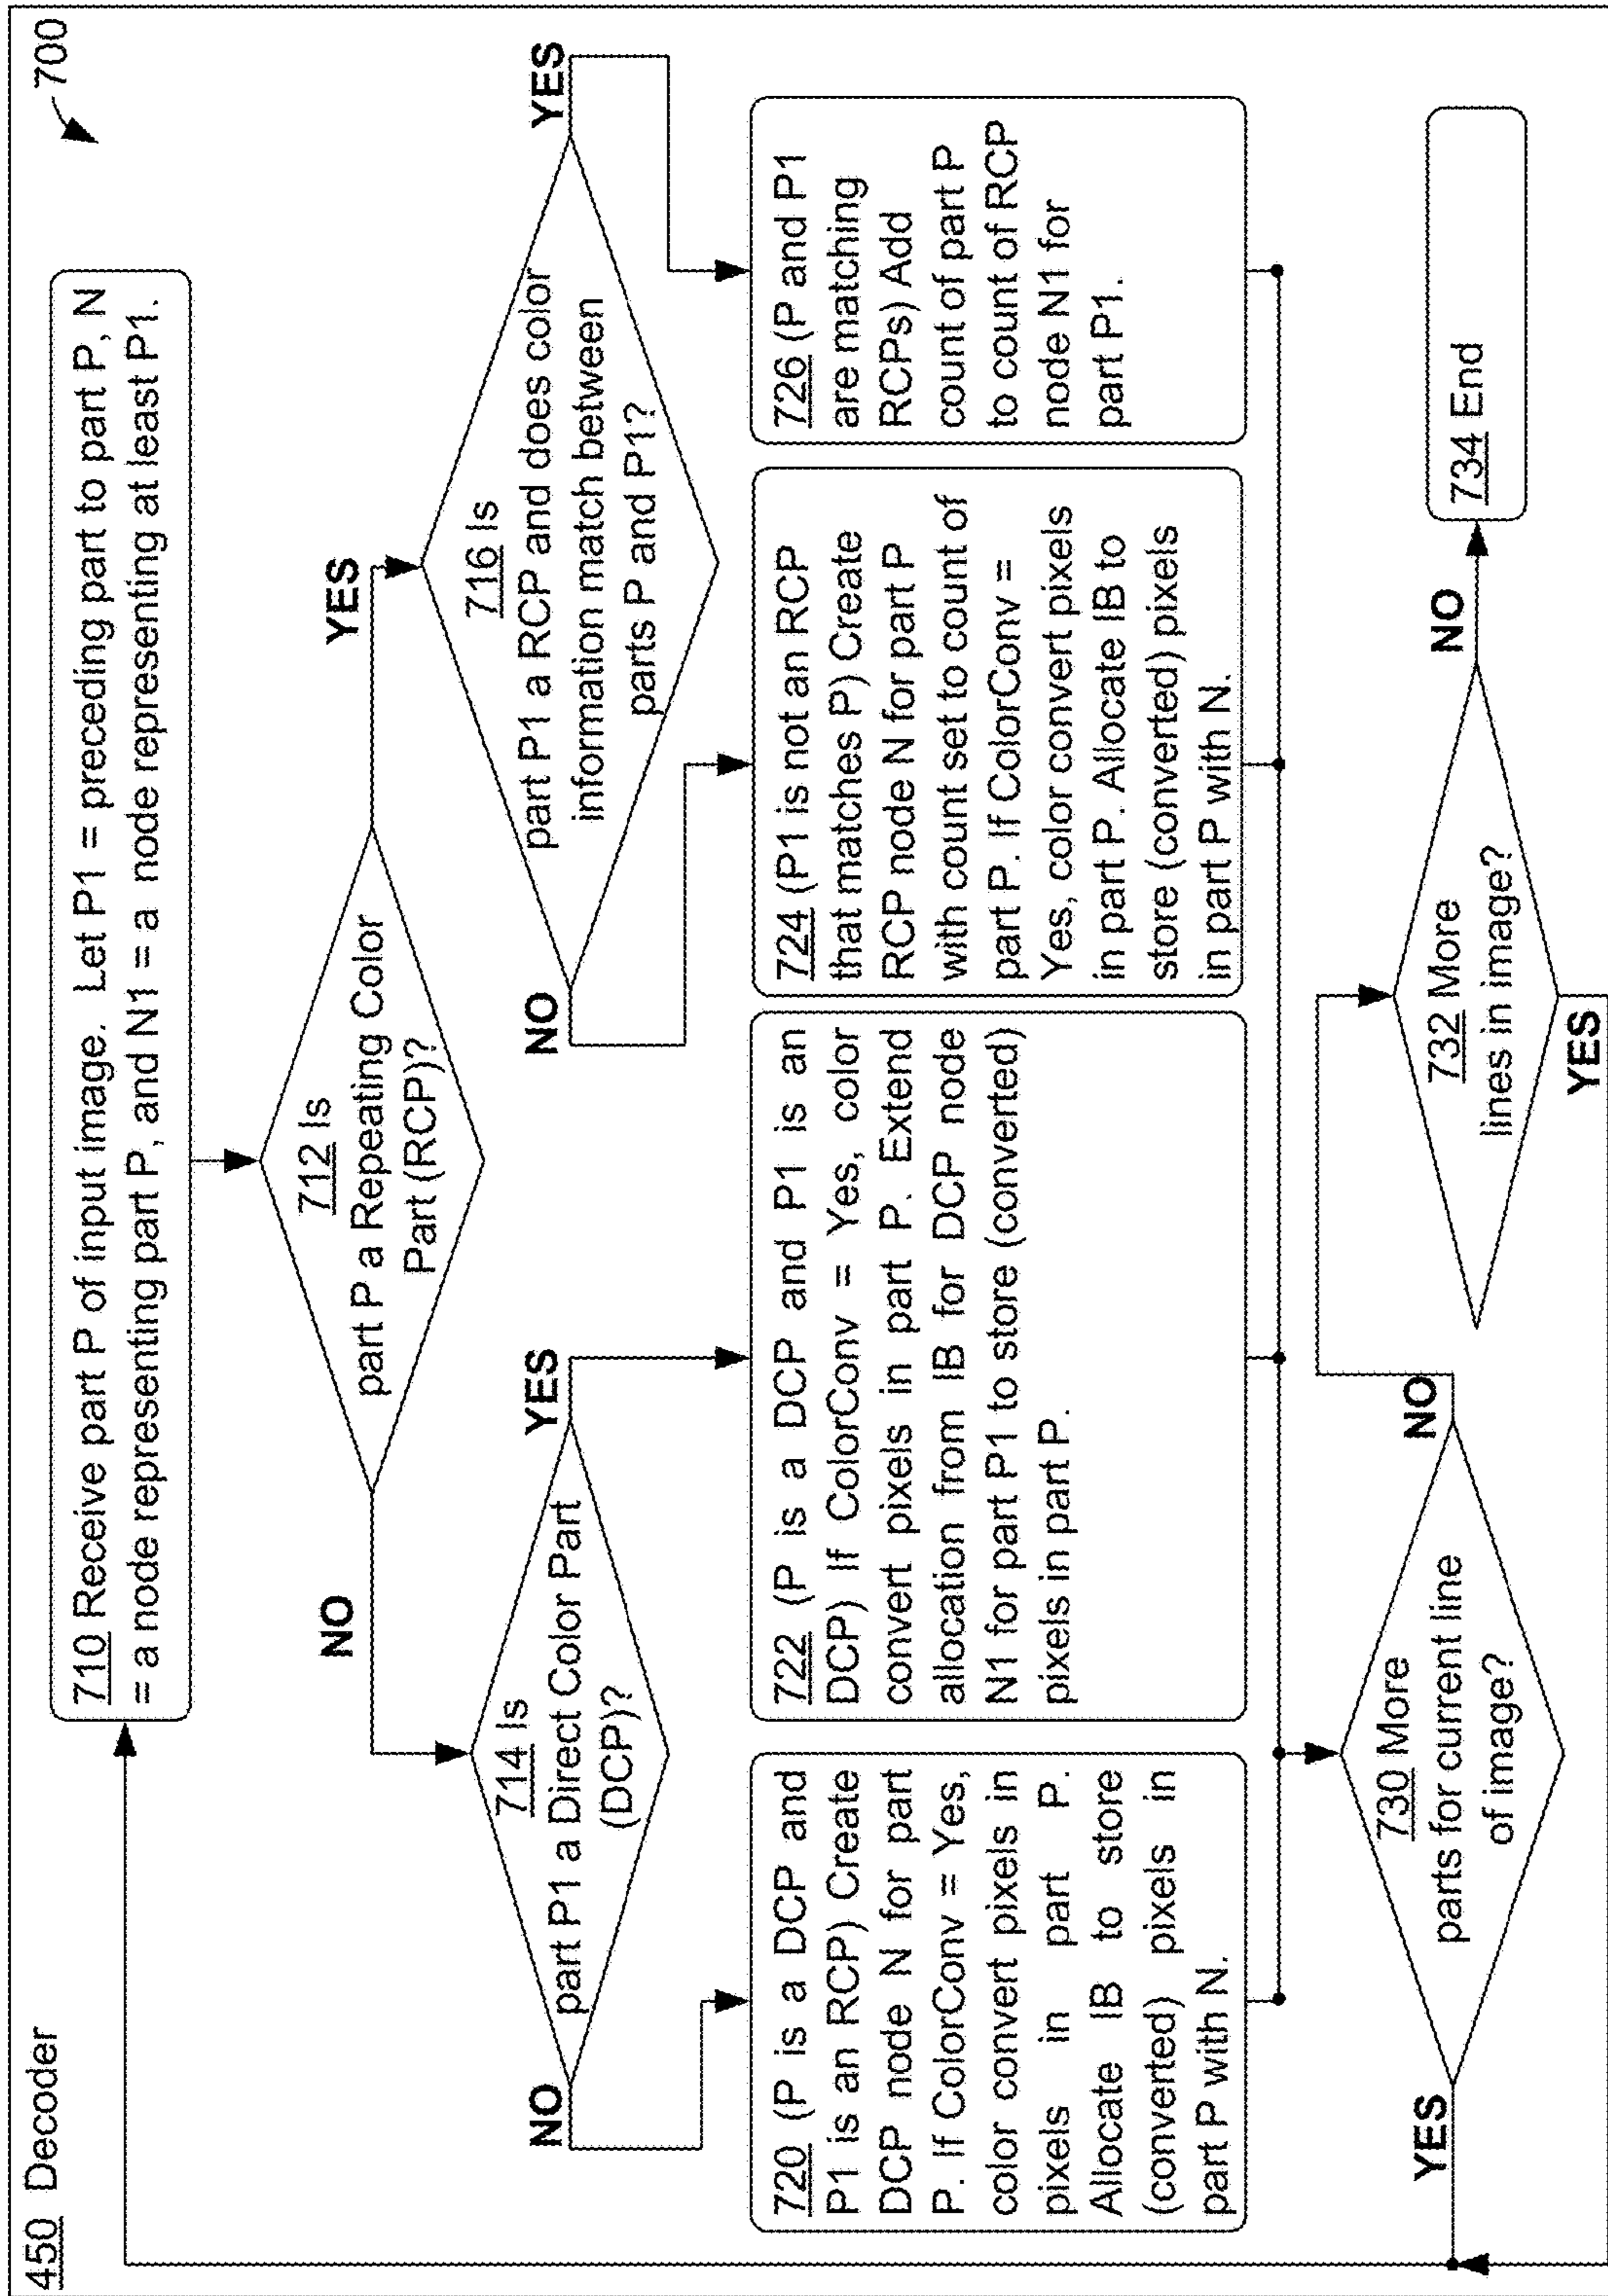 450 Decoder
700
710 Receive part P of input image. Let P1 = preceding part to part P, N
= a node representing part P, and N1 = a node representing at least P1.
712 Is
part P a Repeating Color
Part (RCP)?
NO
YES
714 Is
part P1 a Direct Color Part
(DCP)?
NO
YES
716 Is
part P1 a RCP and does color
information match between
parts P and P1?
NO
YES
720 (P is a DCP and
P1 is an RCP) Create
DCP node N for part
P. If ColorConv = Yes,
color convert pixels in
pixels in part P.
Allocate IB to store
(converted) pixels in
part P with N.
722 (P is a DCP and P1 is an
DCP) If ColorConv = Yes, color
convert pixels in part P. Extend
allocation from IB for DCP node
N1 for part P1 to store (converted)
pixels in part P.
724 (P1 is not an RCP
that matches P) Create
RCP node N for part P
with count set to count of
part P. If ColorConv =
Yes, color convert pixels
in part P. Allocate IB to
store (converted) pixels
in part P with N.
726 (P and P1
are matching
RCPs) Add
count of part P
to count of RCP
node N1 for
part P1.
730 More
parts for current line
of image?
YES
NO
732 More
lines in image?
YES
NO
734 End